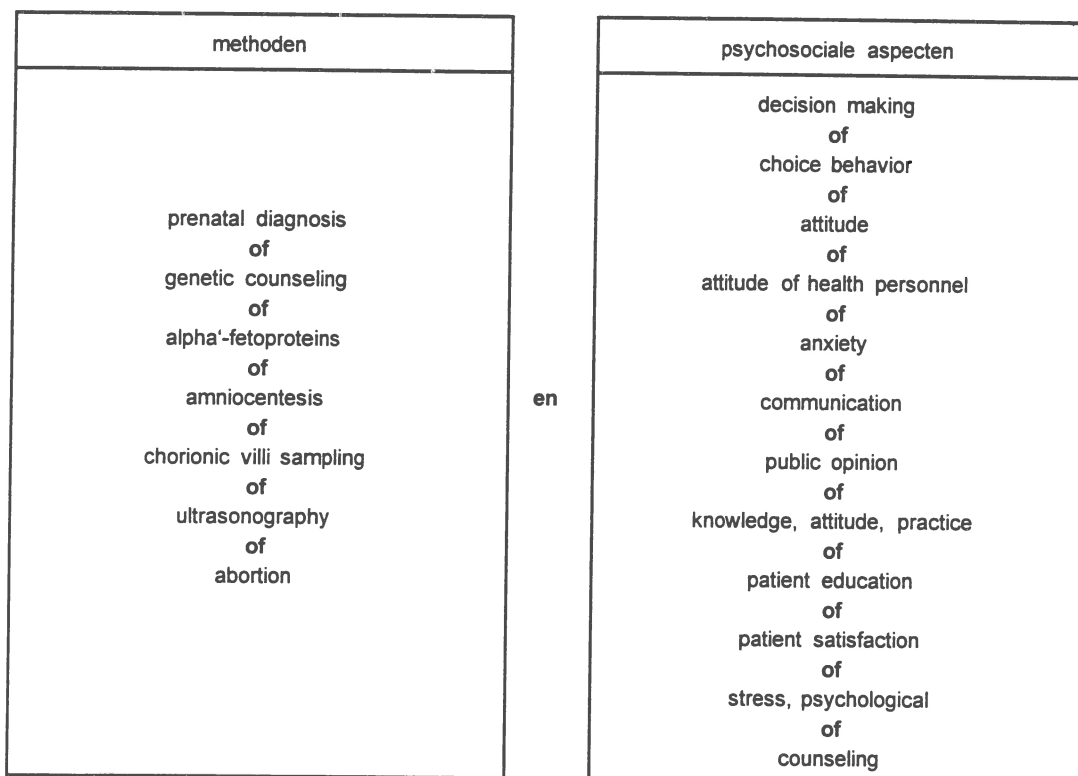 methoden
prenatal diagnosis
of
genetic counseling
of
alpha'-fetoproteins
of
amniocentesis
of
chorionic villi sampling
of
ultrasonography
of
abortion
en
psychosociale aspecten
decision making
of
choice behavior
of
attitude
of
attitude of health personnel
of
anxiety
of
communication
of
public opinion
of
knowledge, attitude, practice
of
patient education
of
patient satisfaction
of
stress, psychological
of
counseling